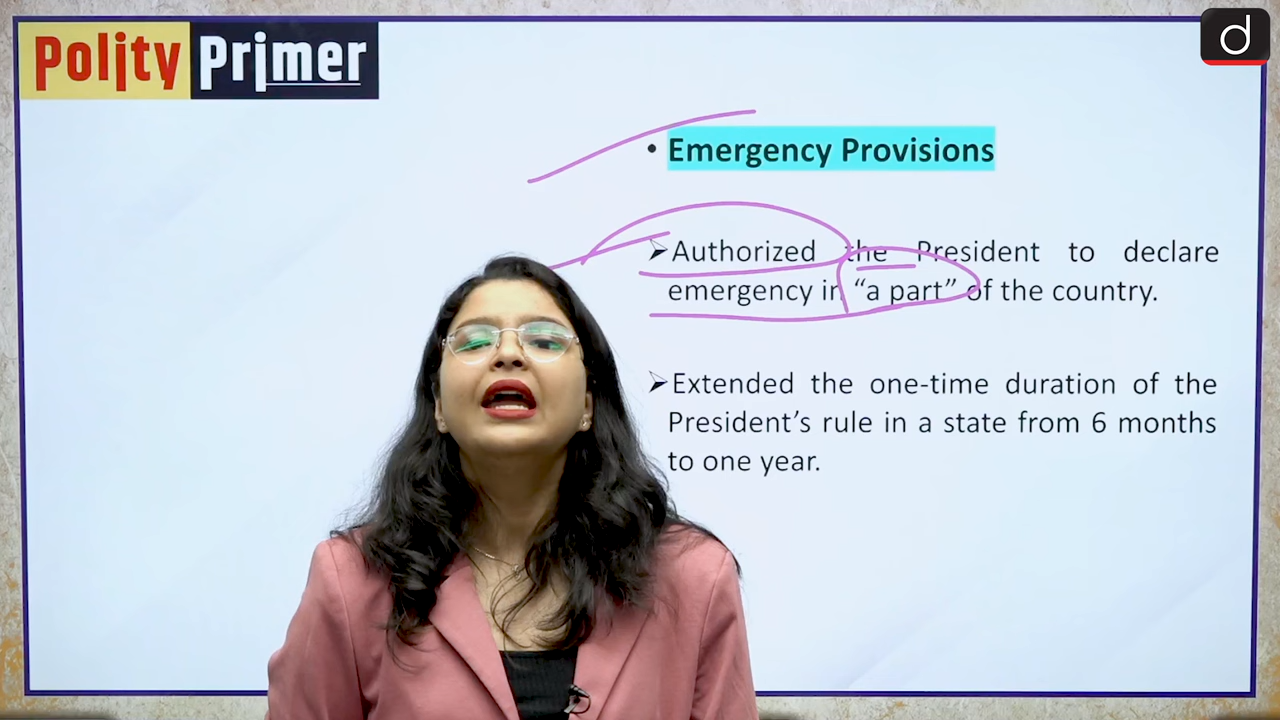 Polity Primer
d
• Emergency Provisions
➤Authorized the President to declare
emergency in “a part” of the country.
➤Extended the one-time duration of the
President’s rule in a state from 6 months
to one year.